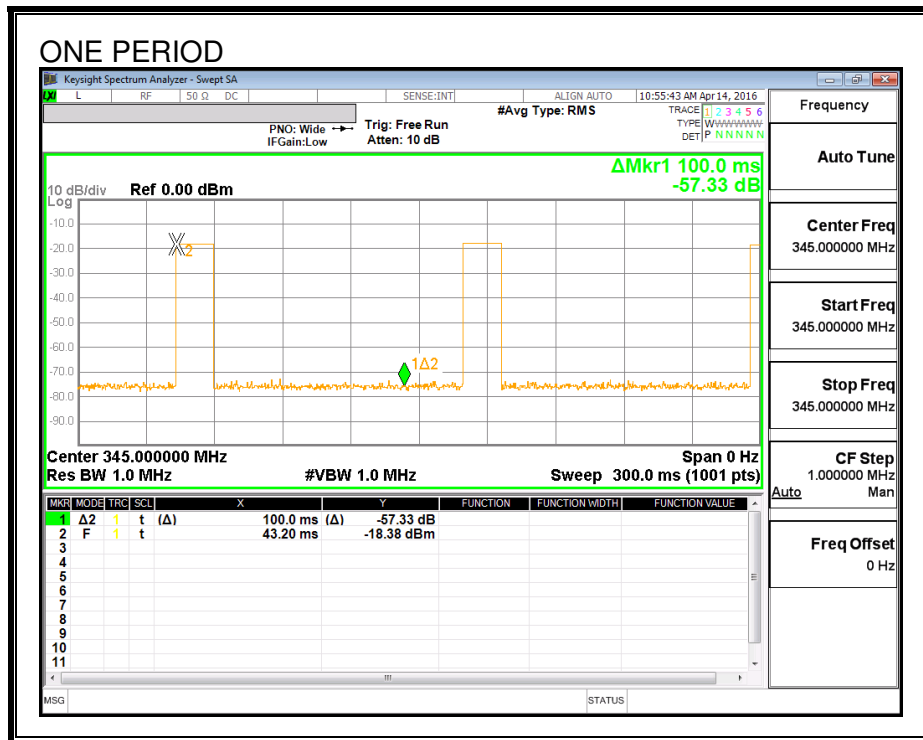 ONE PERIOD
Keysight Spectrum Analyzer - Swept SA
LXI L RF 50 Ω DC SENSE:INT ALIGN AUTO 10:55:43 AM Apr 14, 2016
Frequency
#Avg Type: RMS TRACE 1 2 3 4 5 6
PNO: Wide Trig: Free Run TYPE WWWWWW
IFGain:Low Atten: 10 dB DET P N N N N N
Auto Tune
ΔMkr1 100.0 ms
10 dB/div Ref 0.00 dBm -57.33 dB
Log
-10.0
-20.0
-30.0
-40.0
-50.0
-60.0
-70.0
-80.0
-90.0
2
1Δ2
Center Freq
345.000000 MHz
Start Freq
345.000000 MHz
Stop Freq
345.000000 MHz
Center 345.000000 MHz Span 0 Hz
Res BW 1.0 MHz #VBW 1.0 MHz Sweep 300.0 ms (1001 pts)
CF Step
1.000000 MHz
Auto Man
MKR MODE TRC SCL X Y FUNCTION FUNCTION WIDTH FUNCTION VALUE
1 Δ2 1 t (Δ) 100.0 ms (Δ) -57.33 dB
2 F 1 t 43.20 ms -18.38 dBm
3
4
5
6
7
8
9
10
11
Freq Offset
0 Hz
MSG STATUS